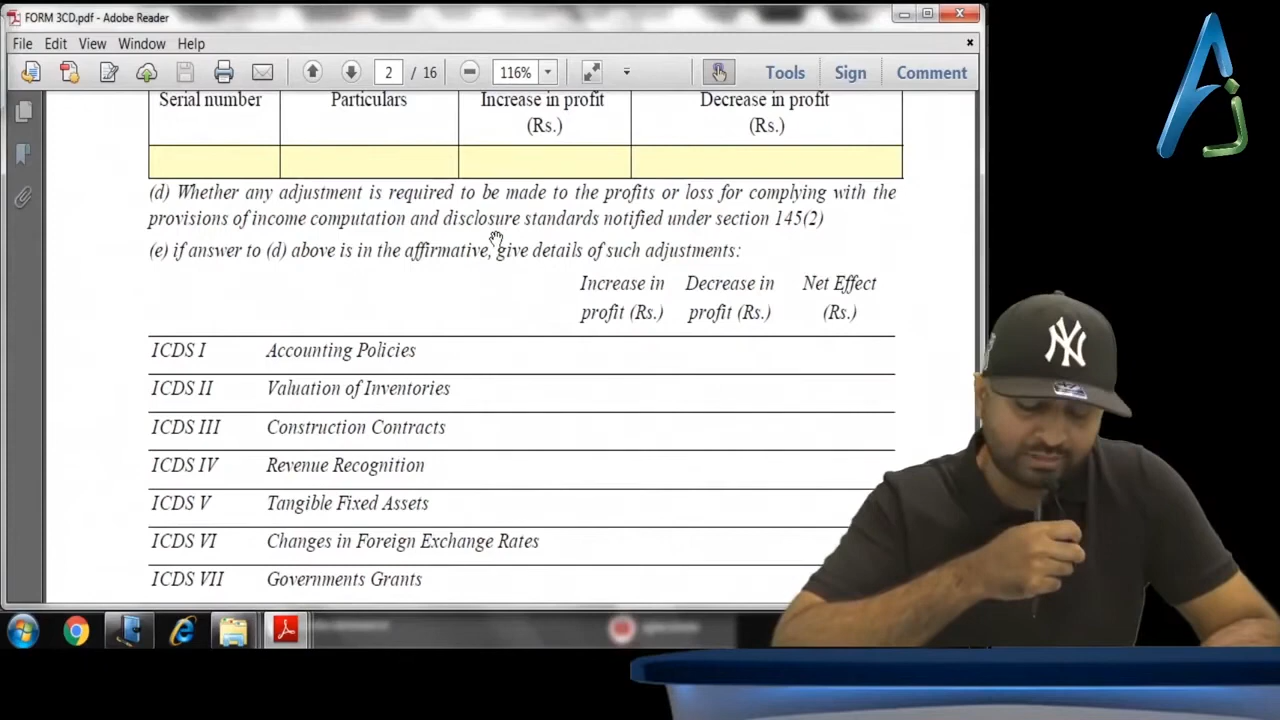 FORM 3CD.pdf - Adobe Reader
File Edit View Window Help
2 / 16 116% Tools Sign Comment
Serial number Particulars Increase in profit (Rs.) Decrease in profit (Rs.)
(d) Whether any adjustment is required to be made to the profits or loss for complying with the
provisions of income computation and disclosure standards notified under section 145(2)
(e) if answer to (d) above is in the affirmative, give details of such adjustments:
Increase in profit (Rs.) Decrease in profit (Rs.) Net Effect (Rs.)
ICDS I Accounting Policies
ICDS II Valuation of Inventories
ICDS III Construction Contracts
ICDS IV Revenue Recognition
ICDS V Tangible Fixed Assets
ICDS VI Changes in Foreign Exchange Rates
ICDS VII Governments Grants
AJ
NY